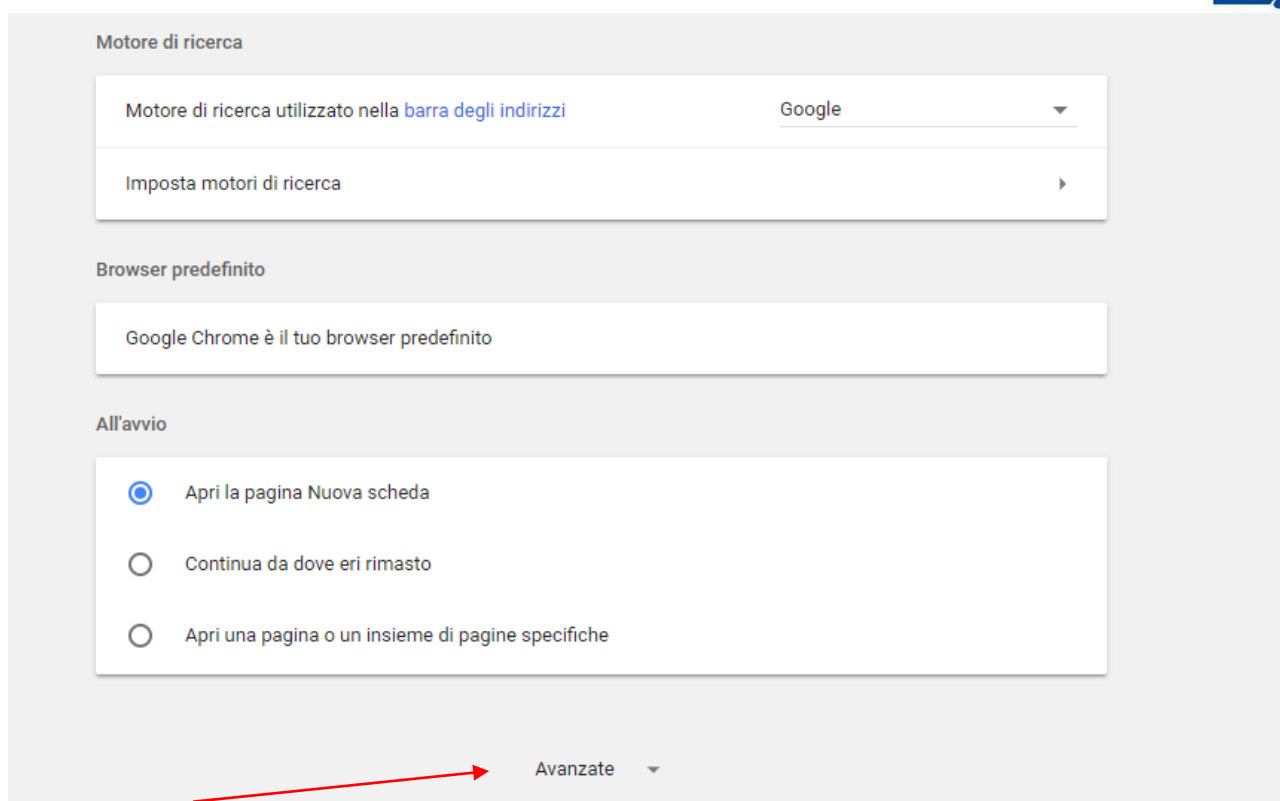 Motore di ricerca
Motore di ricerca utilizzato nella barra degli indirizzi
Google
Imposta motori di ricerca
Browser predefinito
Google Chrome è il tuo browser predefinito
All'avvio
Apri la pagina Nuova scheda
Continua da dove eri rimasto
Apri una pagina o un insieme di pagine specifiche
Avanzate